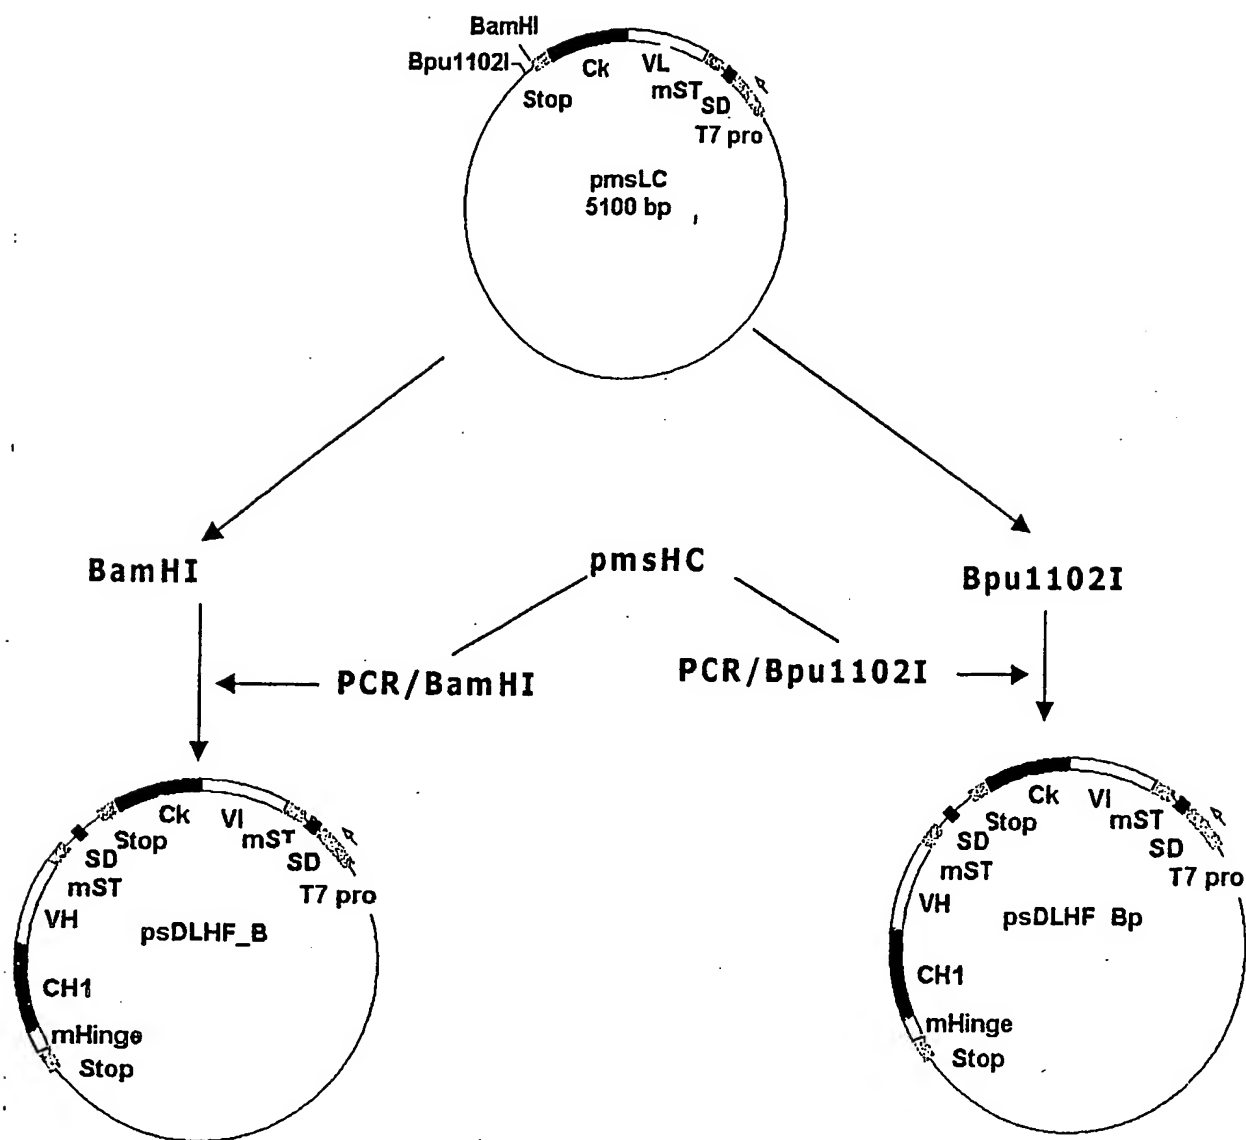 BamHI
Bpu1102I
Stop
Ck
VL
mST
SD
T7 pro
pmsLC
5100 bp
BamHI
pmsHC
Bpu1102I
PCR/BamHI
PCR/Bpu1102I
Ck
Vl
mST
SD
T7 pro
Stop
SD
mST
VH
psDLHF_B
CH1
mHinge
Stop
Ck
Vl
mST
SD
T7 pro
Stop
SD
mST
VH
psDLHF Bp
CH1
mHinge
Stop